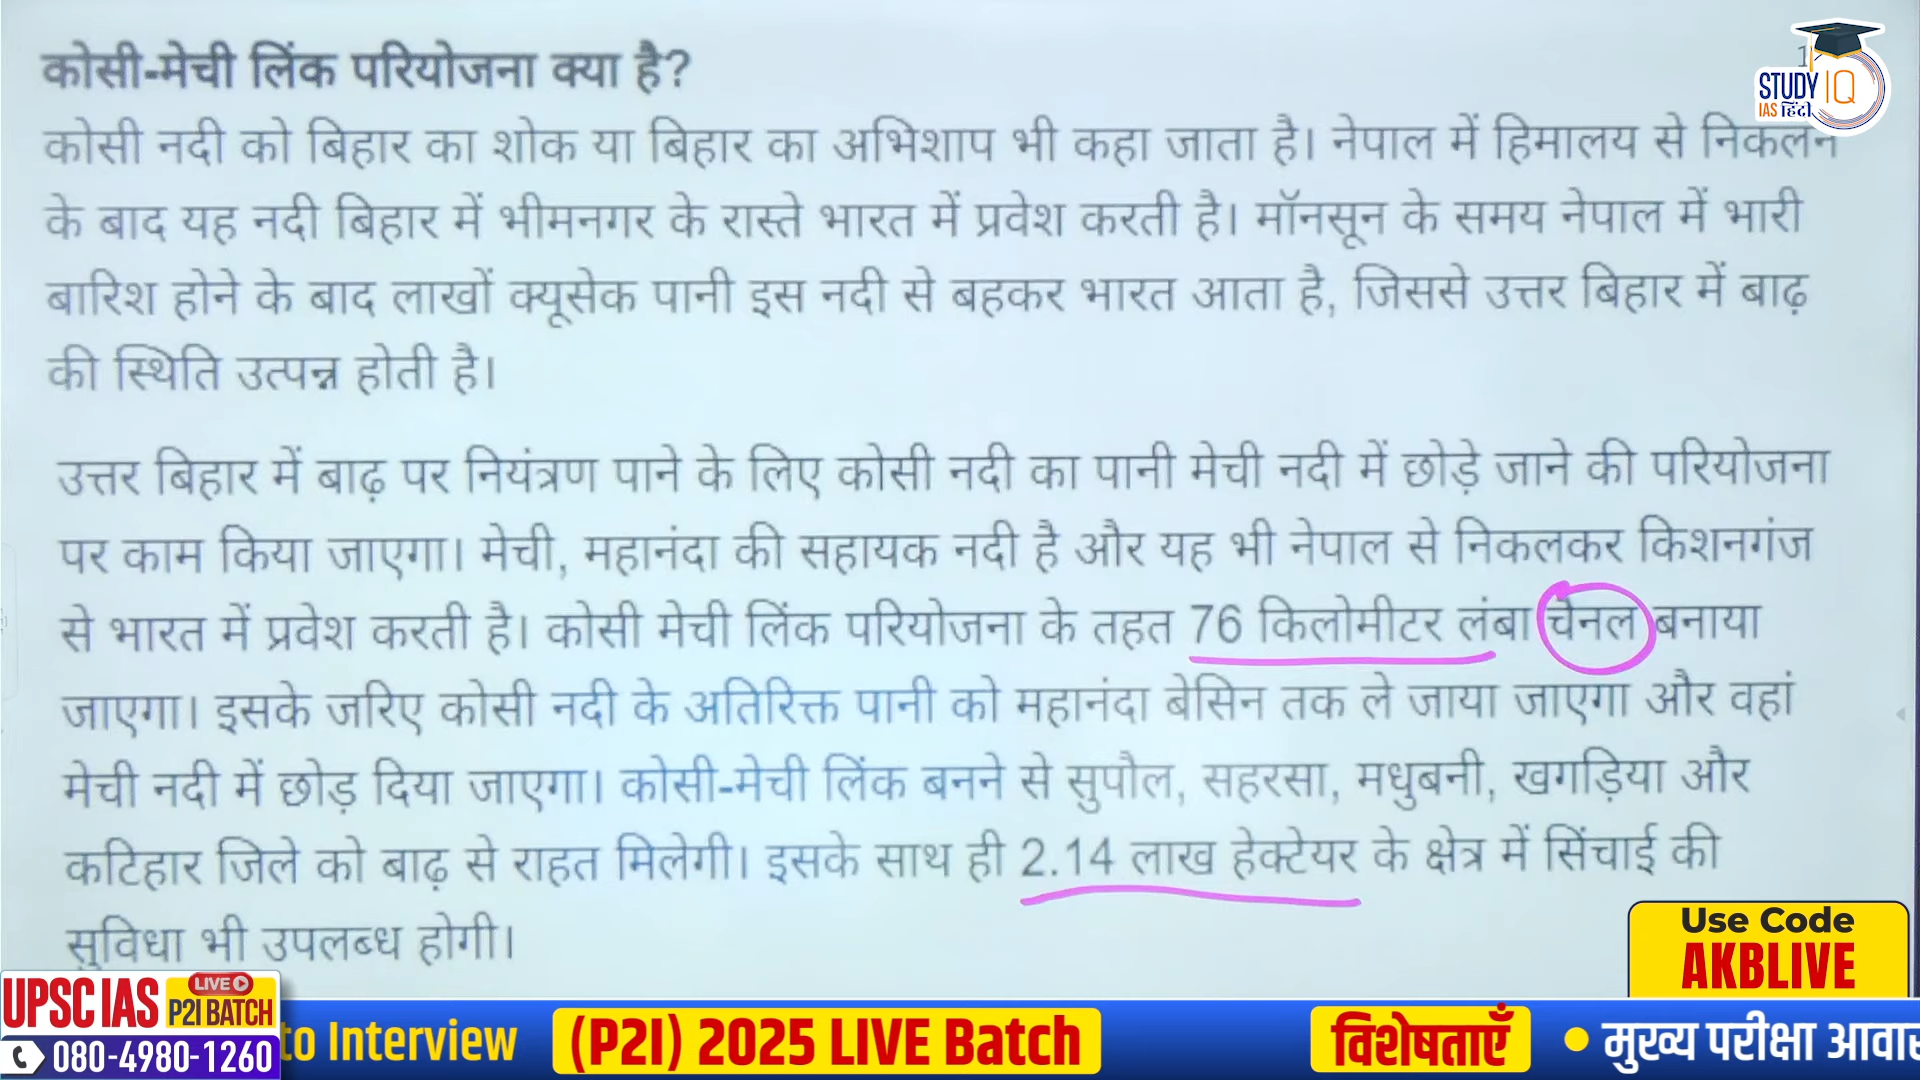 कोसी-मेची लिंक परियोजना क्या है?
कोसी नदी को बिहार का शोक या बिहार का अभिशाप भी कहा जाता है। नेपाल में हिमालय से निकलने
के बाद यह नदी बिहार में भीमनगर के रास्ते भारत में प्रवेश करती है। मॉनसून के समय नेपाल में भारी
बारिश होने के बाद लाखों क्यूसेक पानी इस नदी से बहकर भारत आता है, जिससे उत्तर बिहार में बाढ़
की स्थिति उत्पन्न होती है।
उत्तर बिहार में बाढ़ पर नियंत्रण पाने के लिए कोसी नदी का पानी मेची नदी में छोड़े जाने की परियोजना
पर काम किया जाएगा। मेची, महानंदा की सहायक नदी है और यह भी नेपाल से निकलकर किशनगंज
से भारत में प्रवेश करती है। कोसी मेची लिंक परियोजना के तहत 76 किलोमीटर लंबा चेनल बनाया
जाएगा। इसके जरिए कोसी नदी के अतिरिक्त पानी को महानंदा बेसिन तक ले जाया जाएगा और वहां
मेची नदी में छोड़ दिया जाएगा। कोसी-मेची लिंक बनने से सुपौल, सहरसा, मधुबनी, खगड़िया और
कटिहार जिले को बाढ़ से राहत मिलेगी। इसके साथ ही 2.14 लाख हेक्टेयर के क्षेत्र में सिंचाई की
सुविधा भी उपलब्ध होगी।
STUDY IQ
IAS हिंदी
Use Code
AKBLIVE
UPSC IAS LIVE P2I BATCH
080-4980-1260
to Interview (P2I) 2025 LIVE Batch विशेषताएँ • मुख्य परीक्षा